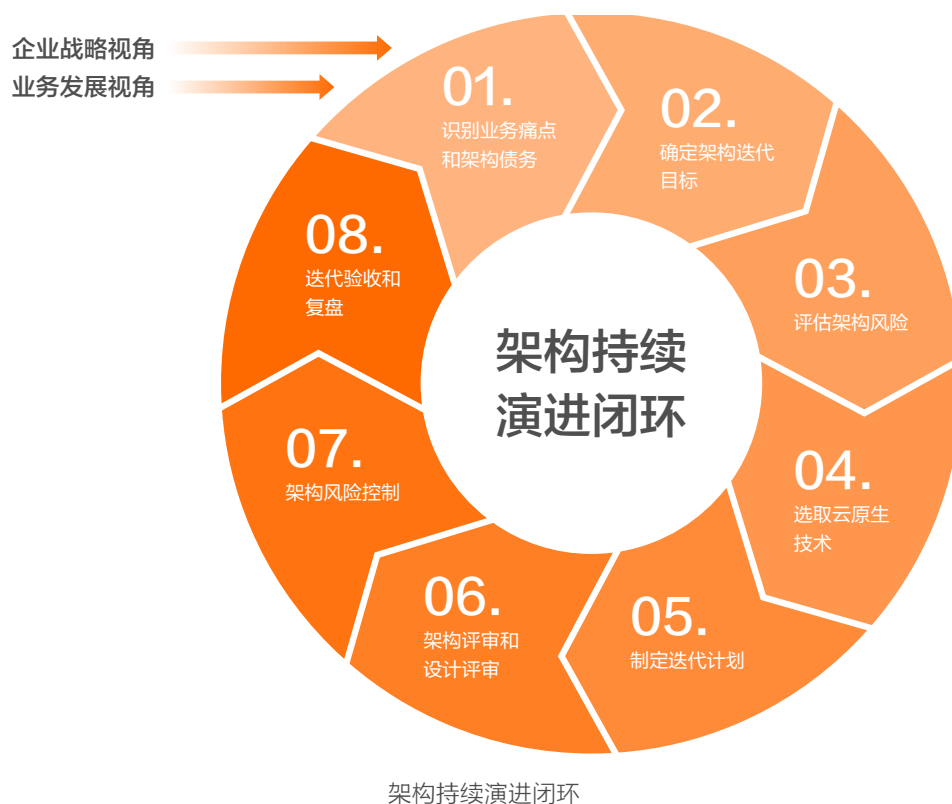 企业战略视角
业务发展视角
01.
识别业务痛点
和架构债务
02.
确定架构迭代
目标
03.
评估架构风险
04.
选取云原生
技术
05.
制定迭代计划
06.
架构评审和
设计评审
07.
架构风险控制
08.
迭代验收和
复盘
架构持续
演进闭环
架构持续演进闭环